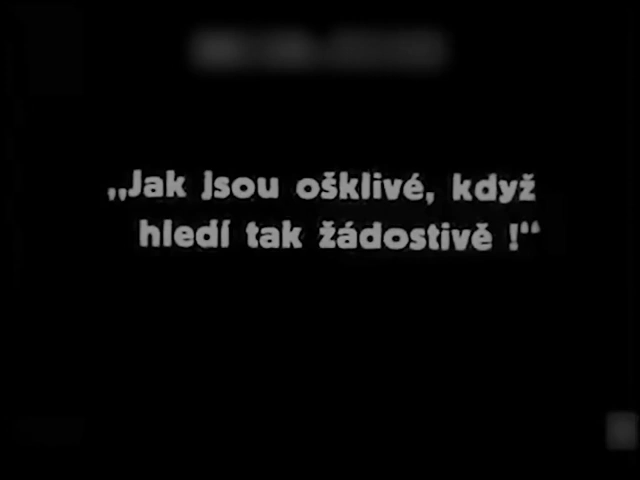 „Jak jsou ošklivé, když
hledí tak žádostivě !“